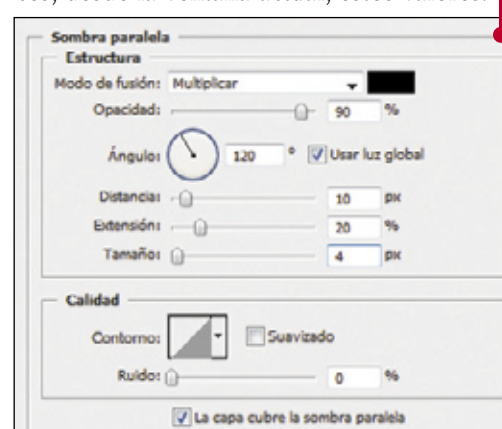 Sombra paralela
Estructura
Modo de fusión: Multiplicar
Opacidad: 90 %
Ángulo: 120 ° Usar luz global
Distancia: 10 px
Extensión: 20 %
Tamaño: 4 px
Calidad
Contorno: Suavizado
Ruido: 0 %
La capa cubre la sombra paralela